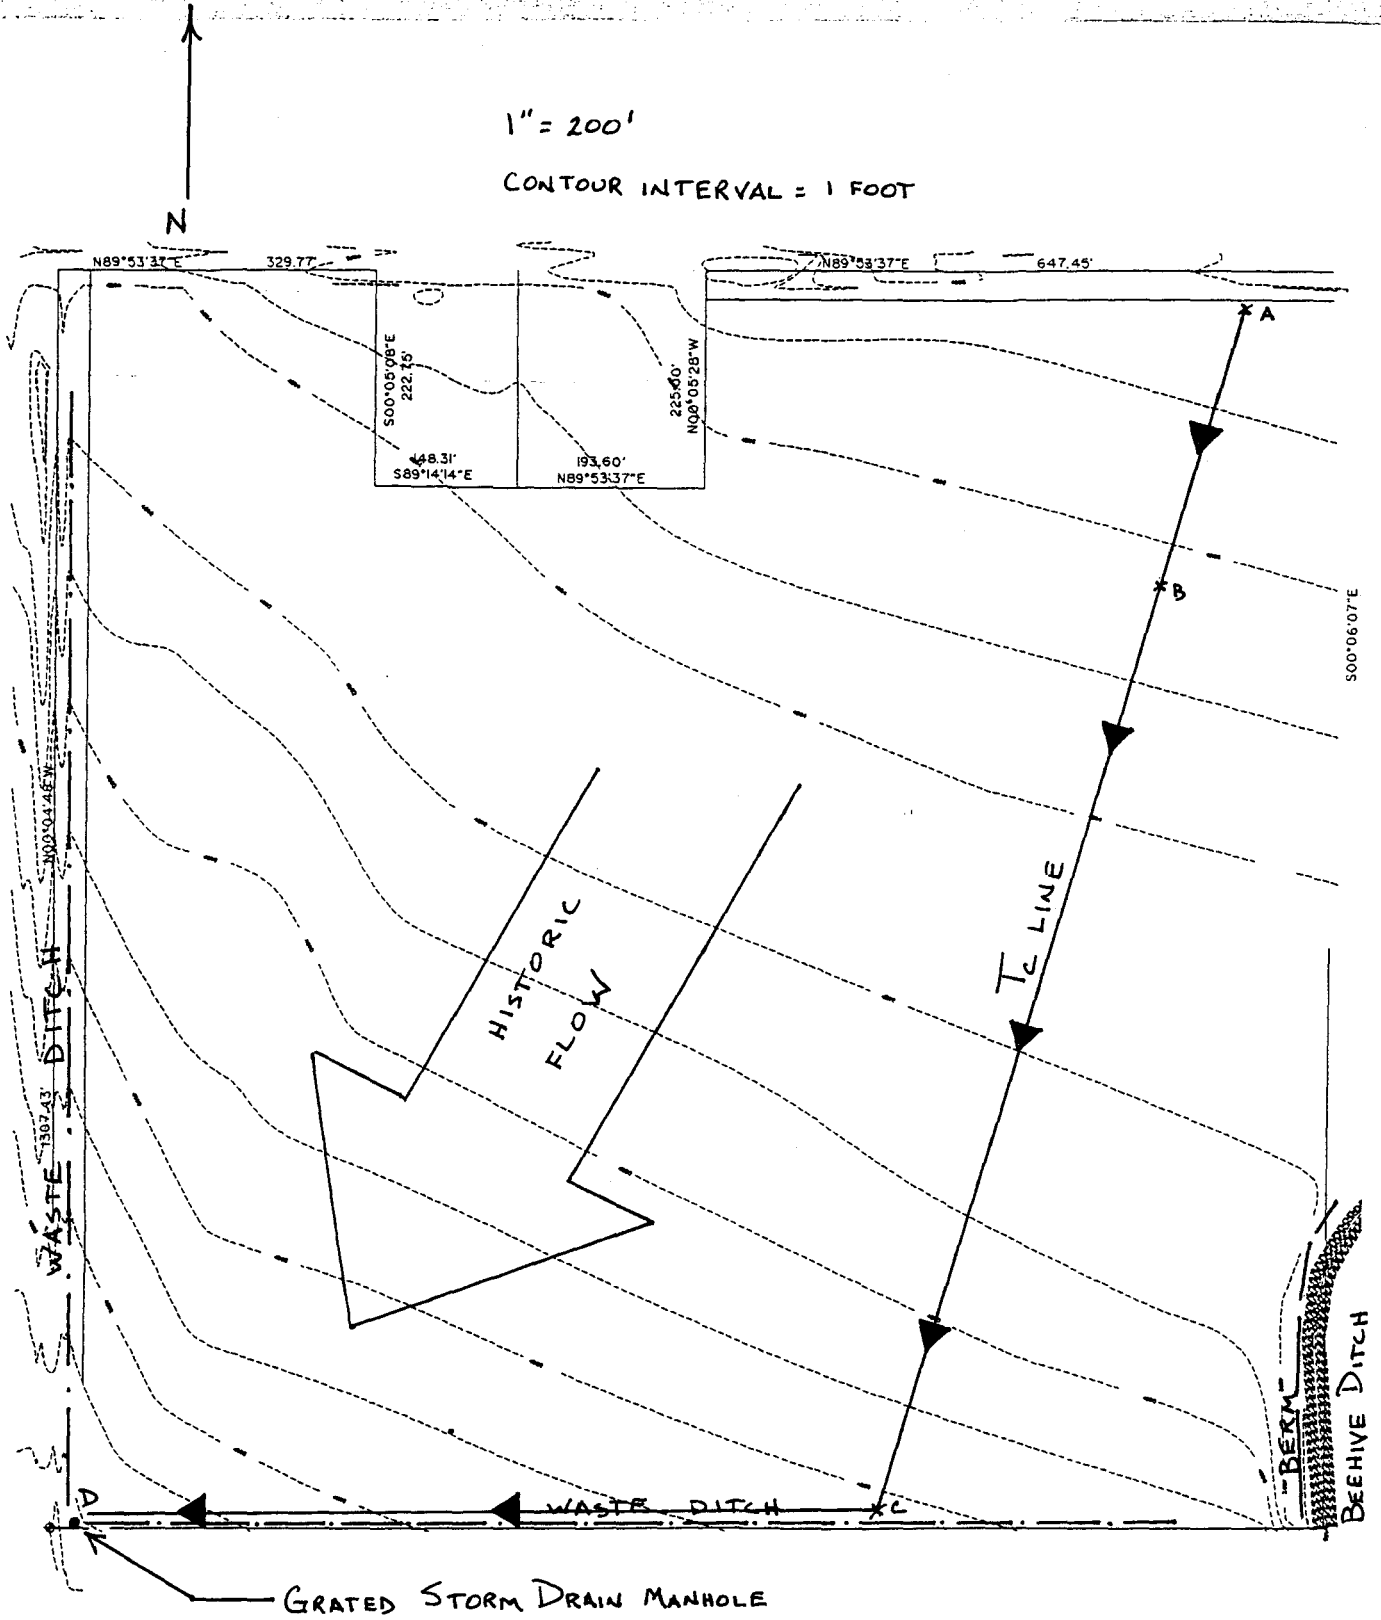 1" = 200'
CONTOUR INTERVAL = 1 FOOT
N
N89°53'37"E 329.77'
N89°53'37"E 647.45'
A
S00°05'08"E
222.75'
225.00'
N00°05'28"W
148.31'
S89°14'14"E
193.60'
N89°53'37"E
B
S00°06'07"E
N00°04'48"W
1307.43'
WASTE DITCH
HISTORIC
FLOW
Tc LINE
BERM
BEEHIVE DITCH
D
WASTE DITCH
C
GRATED STORM DRAIN MANHOLE